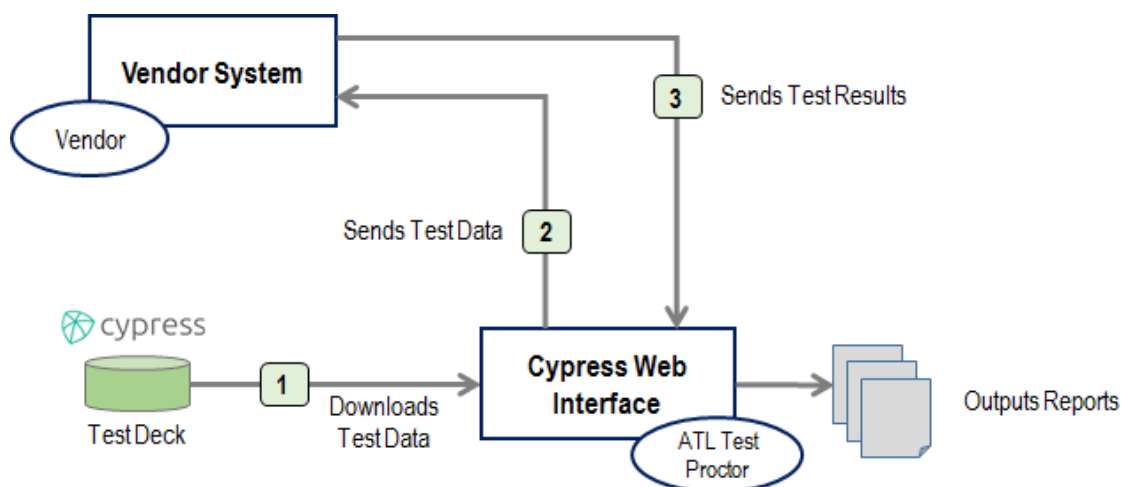 Vendor System
Vendor
3
Sends Test Results
Sends Test Data
2
cypress
Test Deck
1
Downloads
Test Data
Cypress Web
Interface
ATL Test
Proctor
Outputs Reports